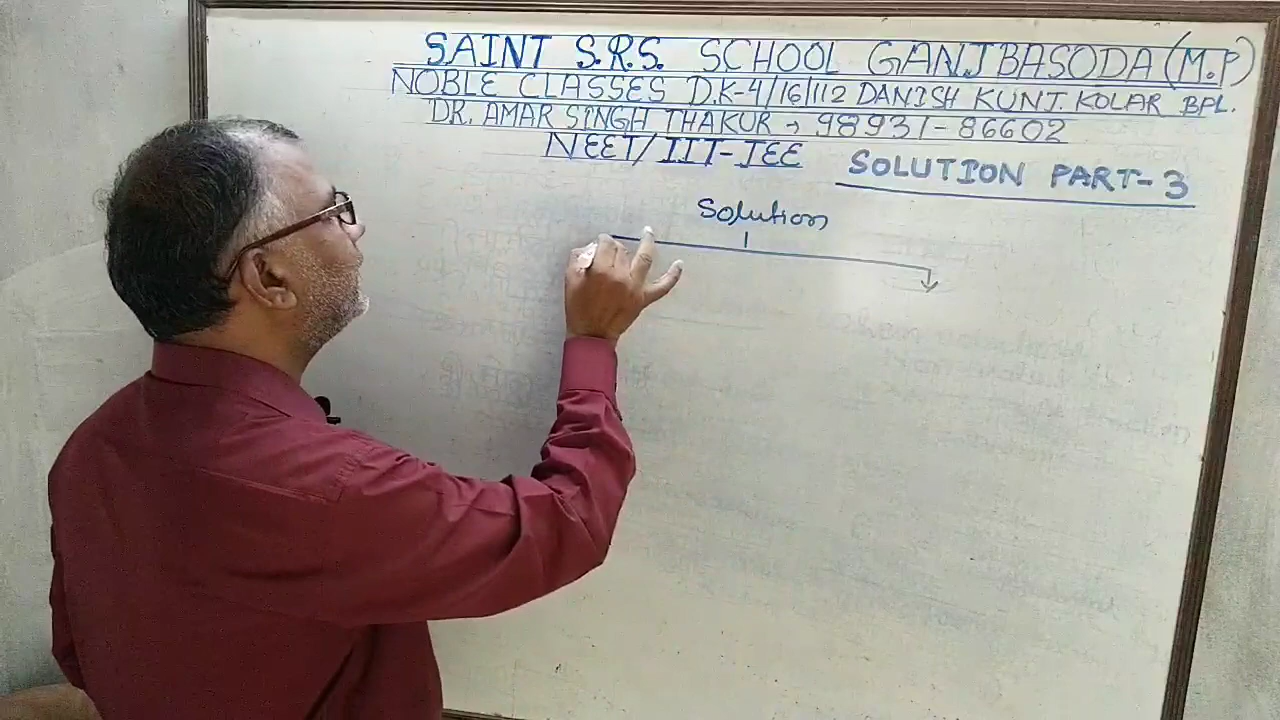 SAINT S.R.S. SCHOOL GANJBASODA (M.P)
NOBLE CLASSES D.K-4/16/112 DANISH KUNJ. KOLAR BPL.
DR. AMAR SINGH THAKUR → 98931-86602
NEET/IIT-JEE SOLUTION PART-3
Solution